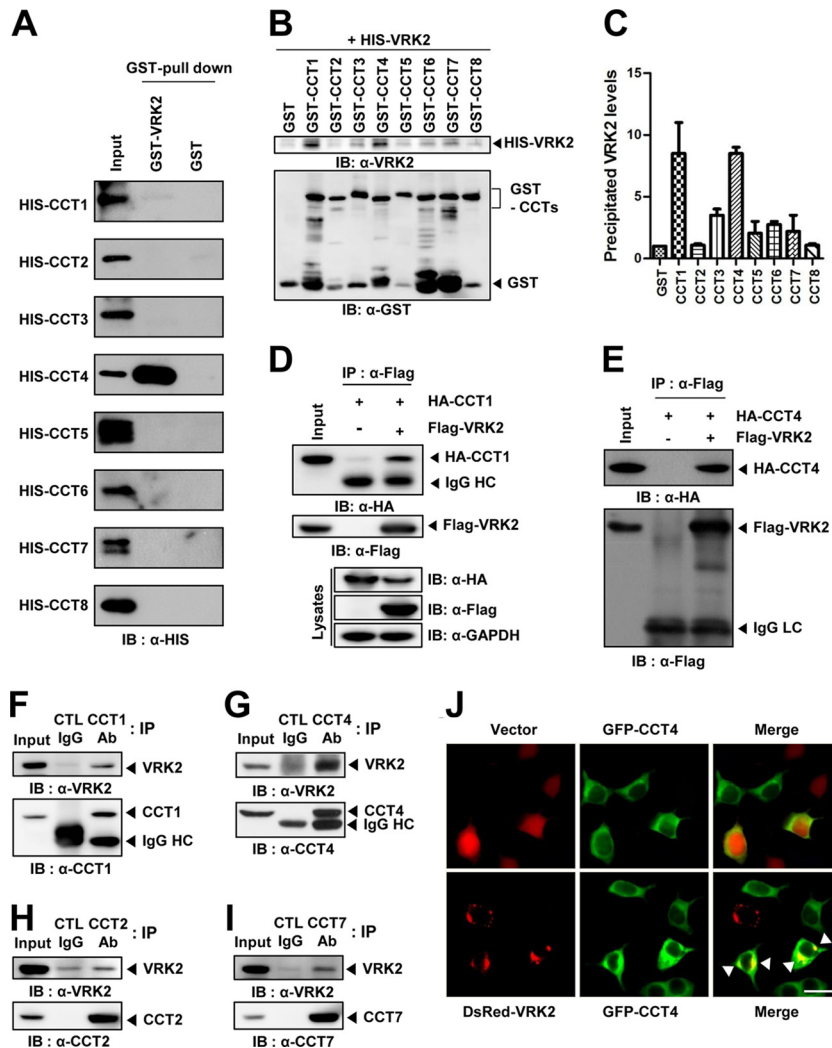 A
GST-pull down
Input
GST-VRK2
GST
HIS-CCT1
HIS-CCT2
HIS-CCT3
HIS-CCT4
HIS-CCT5
HIS-CCT6
HIS-CCT7
HIS-CCT8
IB : α-HIS
B
+ HIS-VRK2
GST
GST-CCT1
GST-CCT2
GST-CCT3
GST-CCT4
GST-CCT5
GST-CCT6
GST-CCT7
GST-CCT8
HIS-VRK2
IB: α-VRK2
GST
- CCTs
GST
IB: α-GST
C
Precipitated VRK2 levels
15
10
5
0
GST
CCT1
CCT2
CCT3
CCT4
CCT5
CCT6
CCT7
CCT8
D
IP : α-Flag
Input
+ + HA-CCT1
- + Flag-VRK2
HA-CCT1
IgG HC
IB: α-HA
Flag-VRK2
IB: α-Flag
Lysates
IB: α-HA
IB: α-Flag
IB: α-GAPDH
E
IP : α-Flag
Input
+ + HA-CCT4
- + Flag-VRK2
HA-CCT4
IB : α-HA
Flag-VRK2
IgG LC
IB : α-Flag
F
CTL CCT1 : IP
Input IgG Ab
VRK2
IB : α-VRK2
CCT1
IgG HC
IB : α-CCT1
G
CTL CCT4 : IP
Input IgG Ab
VRK2
IB : α-VRK2
CCT4
IgG HC
IB : α-CCT4
H
CTL CCT2 : IP
Input IgG Ab
VRK2
IB : α-VRK2
CCT2
IB : α-CCT2
I
CTL CCT7 : IP
Input IgG Ab
VRK2
IB : α-VRK2
CCT7
IB : α-CCT7
J
Vector GFP-CCT4 Merge
DsRed-VRK2 GFP-CCT4 Merge